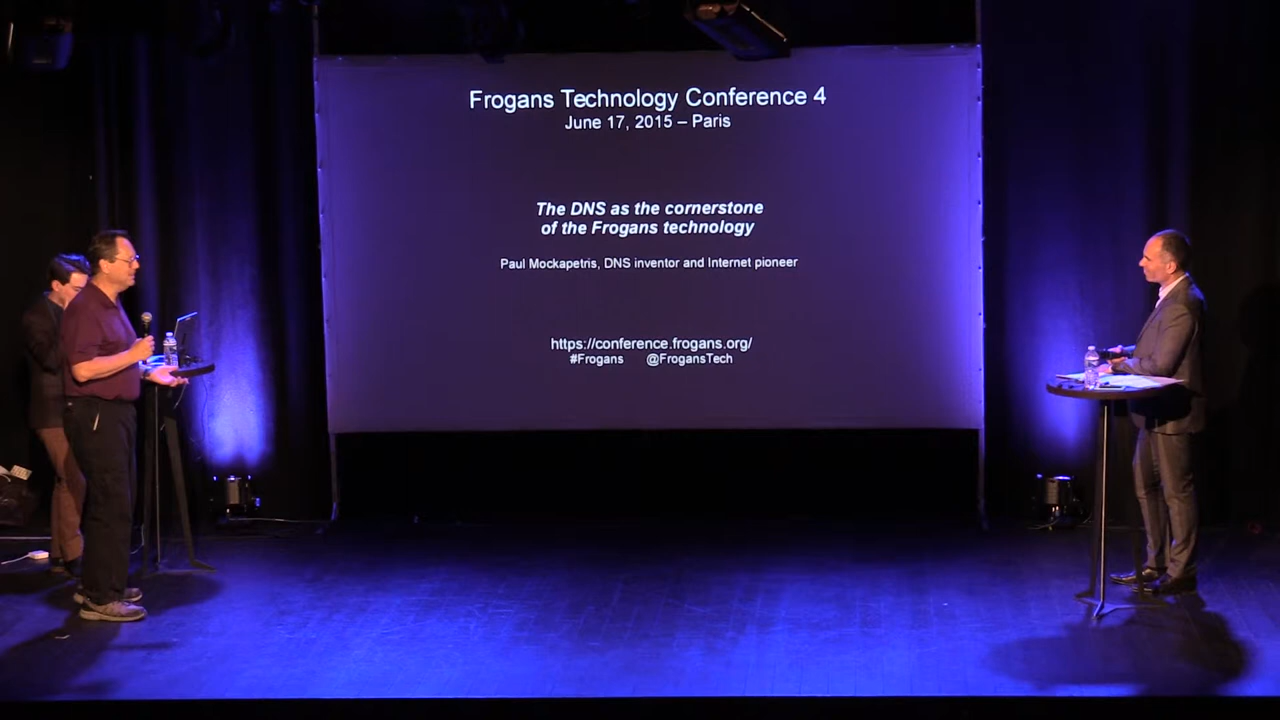 Frogans Technology Conference 4
June 17, 2015 – Paris
The DNS as the cornerstone
of the Frogans technology
Paul Mockapetris, DNS inventor and Internet pioneer
https://conference.frogans.org/
#Frogans @FrogansTech